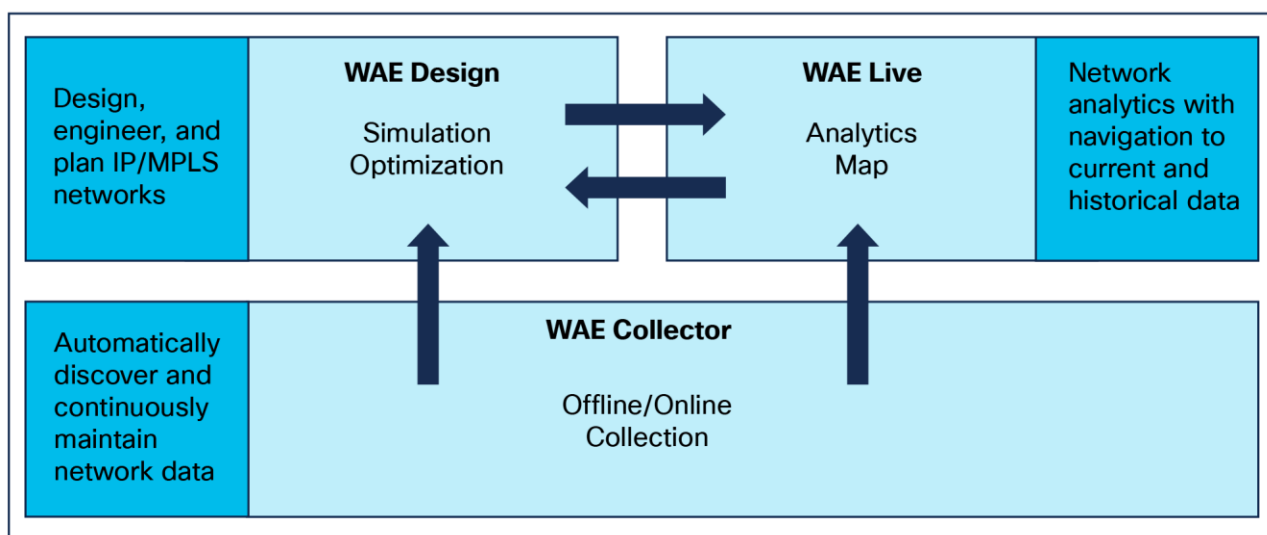 Design,
engineer, and
plan IP/MPLS
networks
WAE Design
Simulation
Optimization
WAE Live
Analytics
Map
Network
analytics with
navigation to
current and
historical data
Automatically
discover and
continuously
maintain
network data
WAE Collector
Offline/Online
Collection